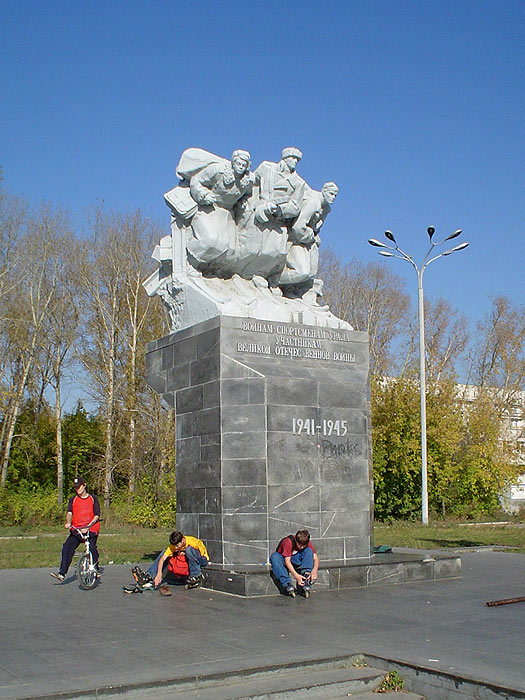 ВОИНАМ-СПОРТСМЕНАМ УРАЛА
УЧАСТНИКАМ
ВЕЛИКОЙ ОТЕЧЕСТВЕННОЙ ВОЙНЫ
1941-1945